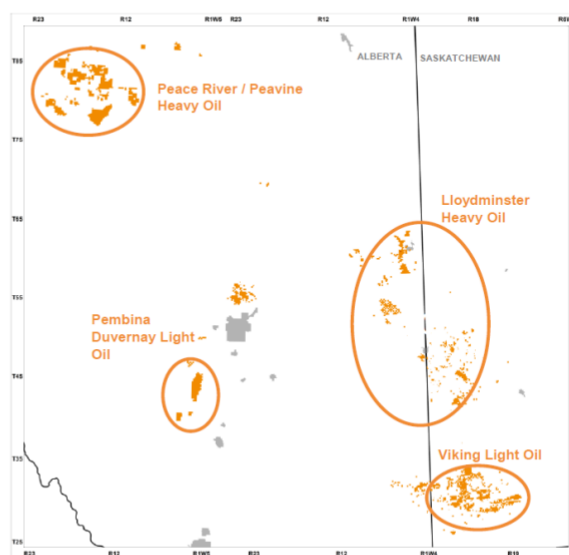 R23 R12 R1W5 R23 R12 R1W4 R18
ALBERTA SASKATCHEWAN
T85
Peace River / Peavine
Heavy Oil
T75
Lloydminster
Heavy Oil
T65
T55
Pembina
Duvernay Light
Oil
T45
Viking Light Oil
T35
T25
R23 R12 R1W5 R23 R12 R1W4 R18